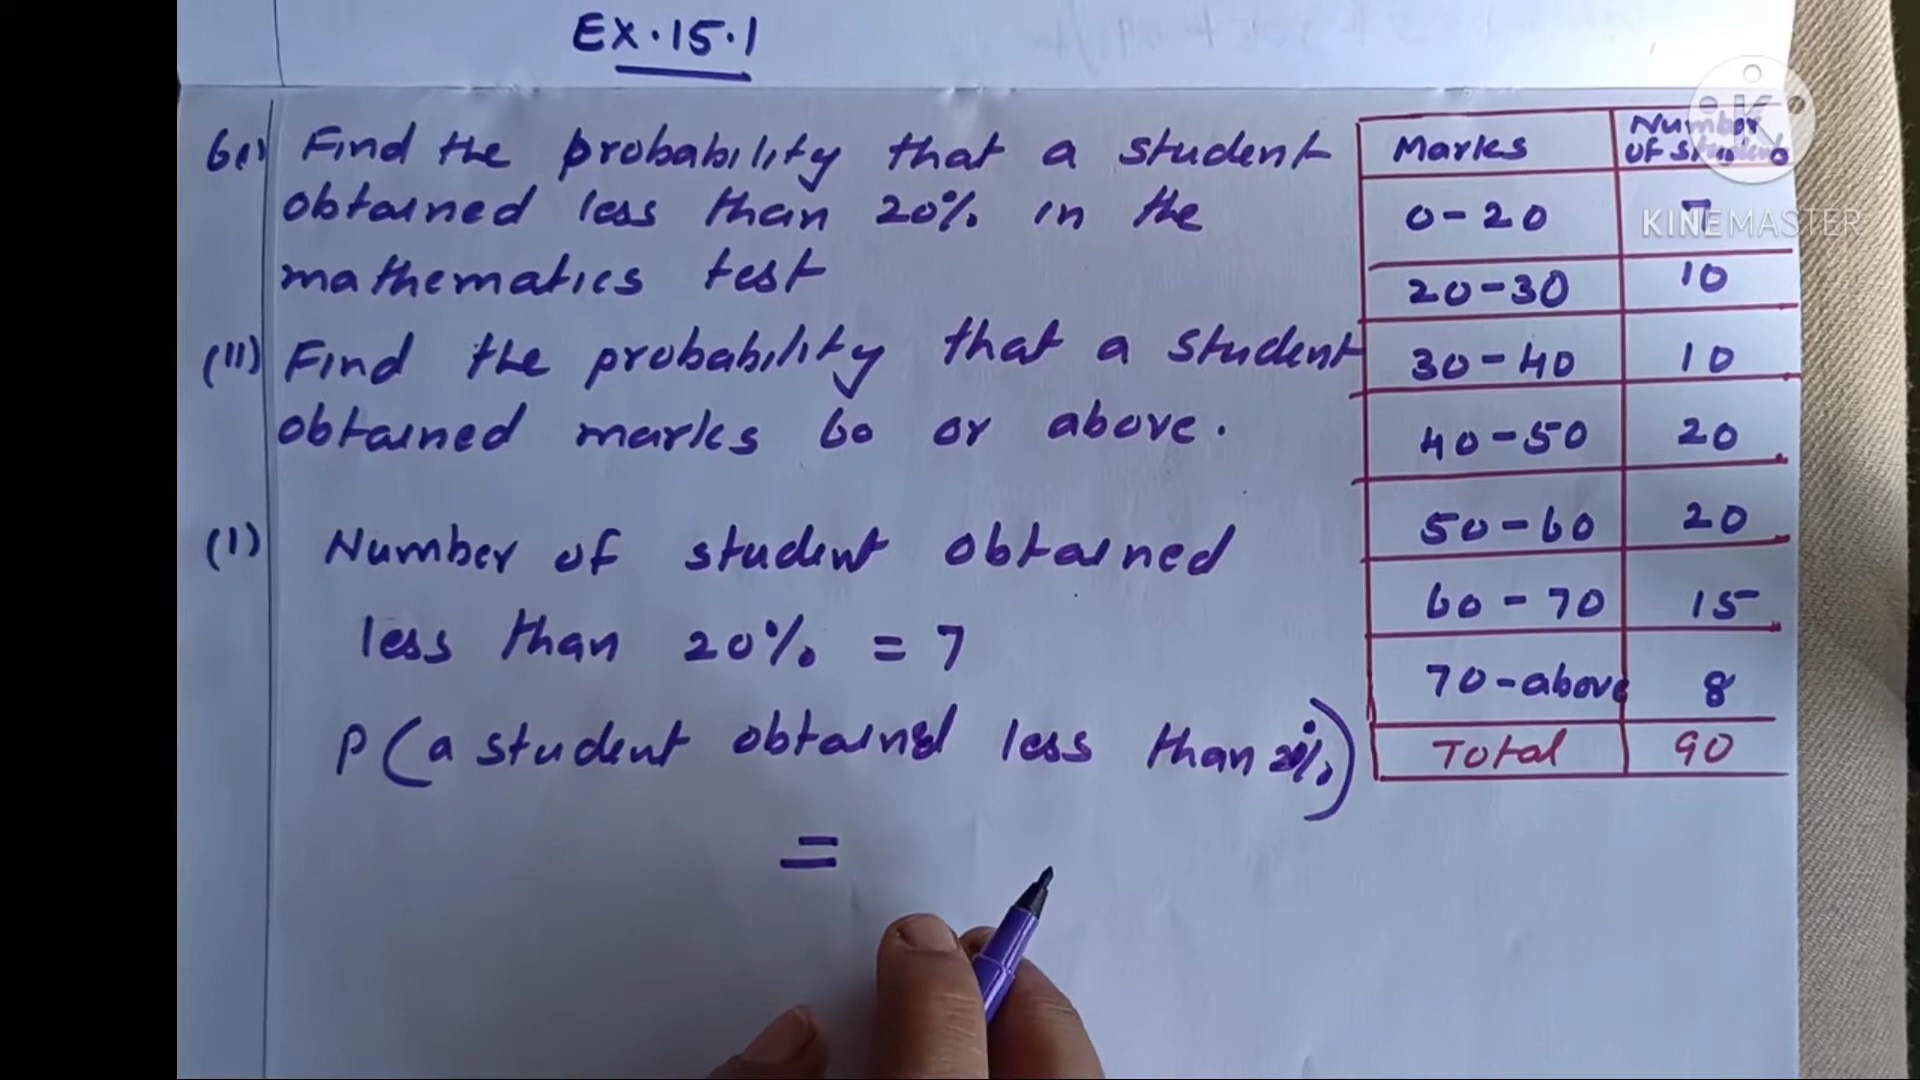 EX.15.1
6(i) Find the probability that a student
obtained less than 20% in the
mathematics test
(ii) Find the probability that a student
obtained marks 60 or above.
(i) Number of student obtained
less than 20% = 7
P(a student obtained less than 20%)
=
Marks Number of Students
0-20 7
20-30 10
30-40 10
40-50 20
50-60 20
60-70 15
70-above 8
Total 90
KINEMASTER